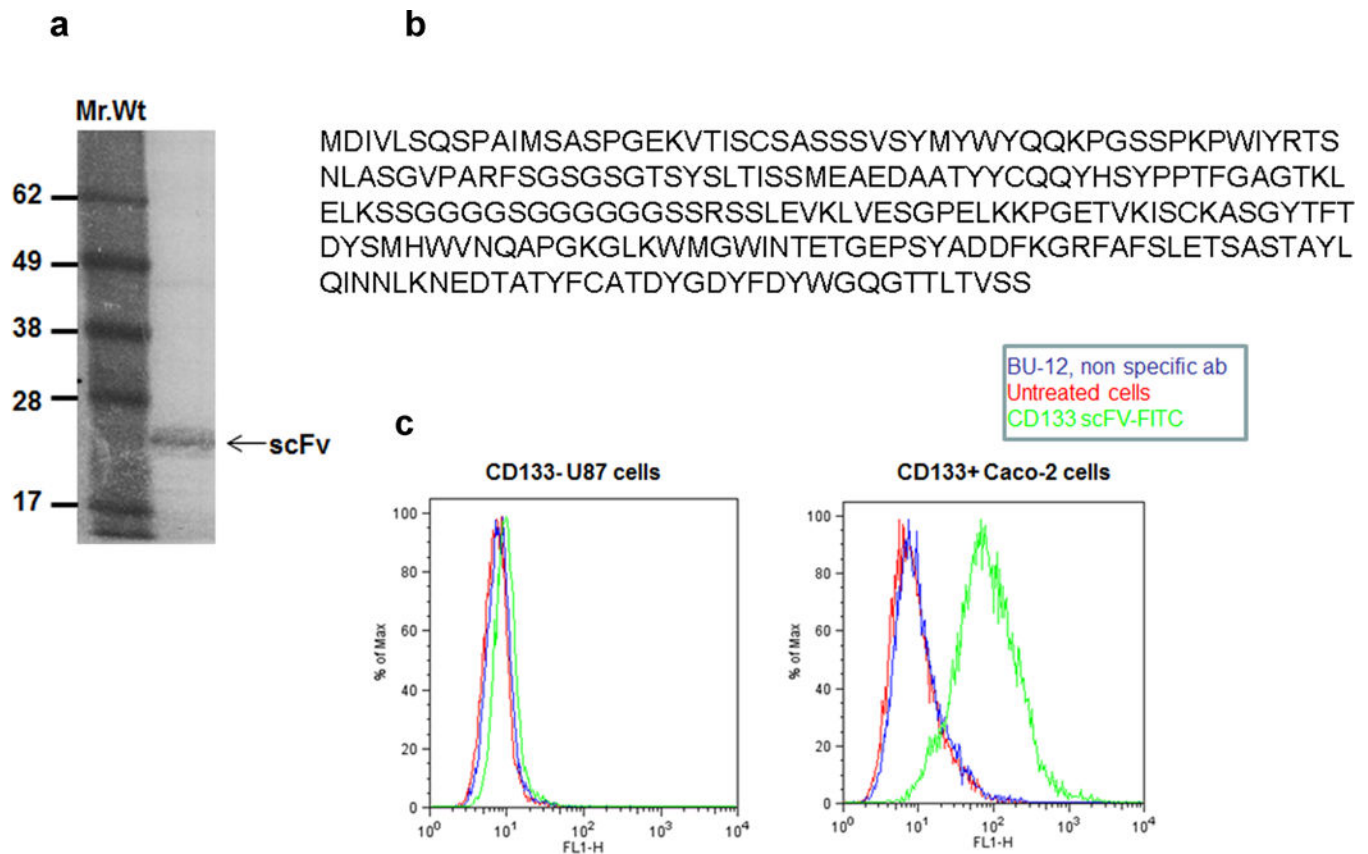 a
b
Mr.Wt
62
49
38
28
17
scFv
MDIVLSQSPAIMSASPGEKVTISCSASSSVSYMYWYQQKPGSSPKPWIYRTS
NLASGVPARFSGSGSGTSYSLTISSMEAEDAATYYCQQYHSYPPTFGAGTKL
ELKSSGGGGSGGGGGGSSRSSLEVKLVESGPELKKPGETVKISCKASGYTFT
DYSMHWVNQAPGKGLKWMGWINTETGEPSYADDFKGRFAFSLETSASTAYL
QINNLKNEDTATYFCATDYGDYFDYWGQGTTLTVSS
BU-12, non specific ab
Untreated cells
CD133 scFV-FITC
c
CD133- U87 cells
% of Max
100
80
60
40
20
0
10⁰ 10¹ 10² 10³ 10⁴
FL1-H
CD133+ Caco-2 cells
% of Max
100
80
60
40
20
0
10⁰ 10¹ 10² 10³ 10⁴
FL1-H